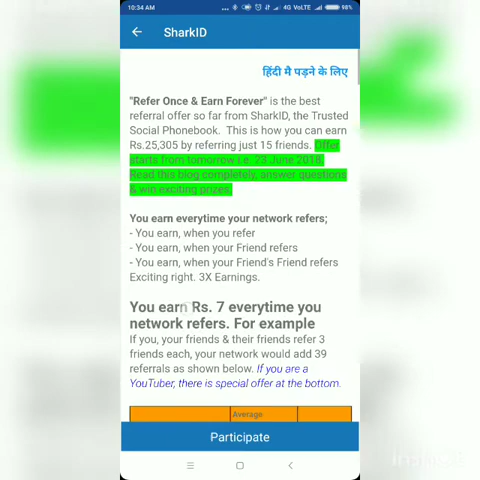 10:34 AM ... 4G VoLTE 98%
SharkID
हिंदी मै पड़ने के लिए
"Refer Once & Earn Forever" is the best
referral offer so far from SharkID, the Trusted
Social Phonebook. This is how you can earn
Rs.25,305 by referring just 15 friends. Offer
starts from tomorrow i.e. 23 June 2018.
Read this blog completely, answer questions
& win exciting prizes.
You earn everytime your network refers;
- You earn, when you refer
- You earn, when your Friend refers
- You earn, when your Friend's Friend refers
Exciting right. 3X Earnings.
You earn Rs. 7 everytime you
network refers. For example
If you, your friends & their friends refer 3
friends each, your network would add 39
referrals as shown below. If you are a
YouTuber, there is special offer at the bottom.
Average
Participate